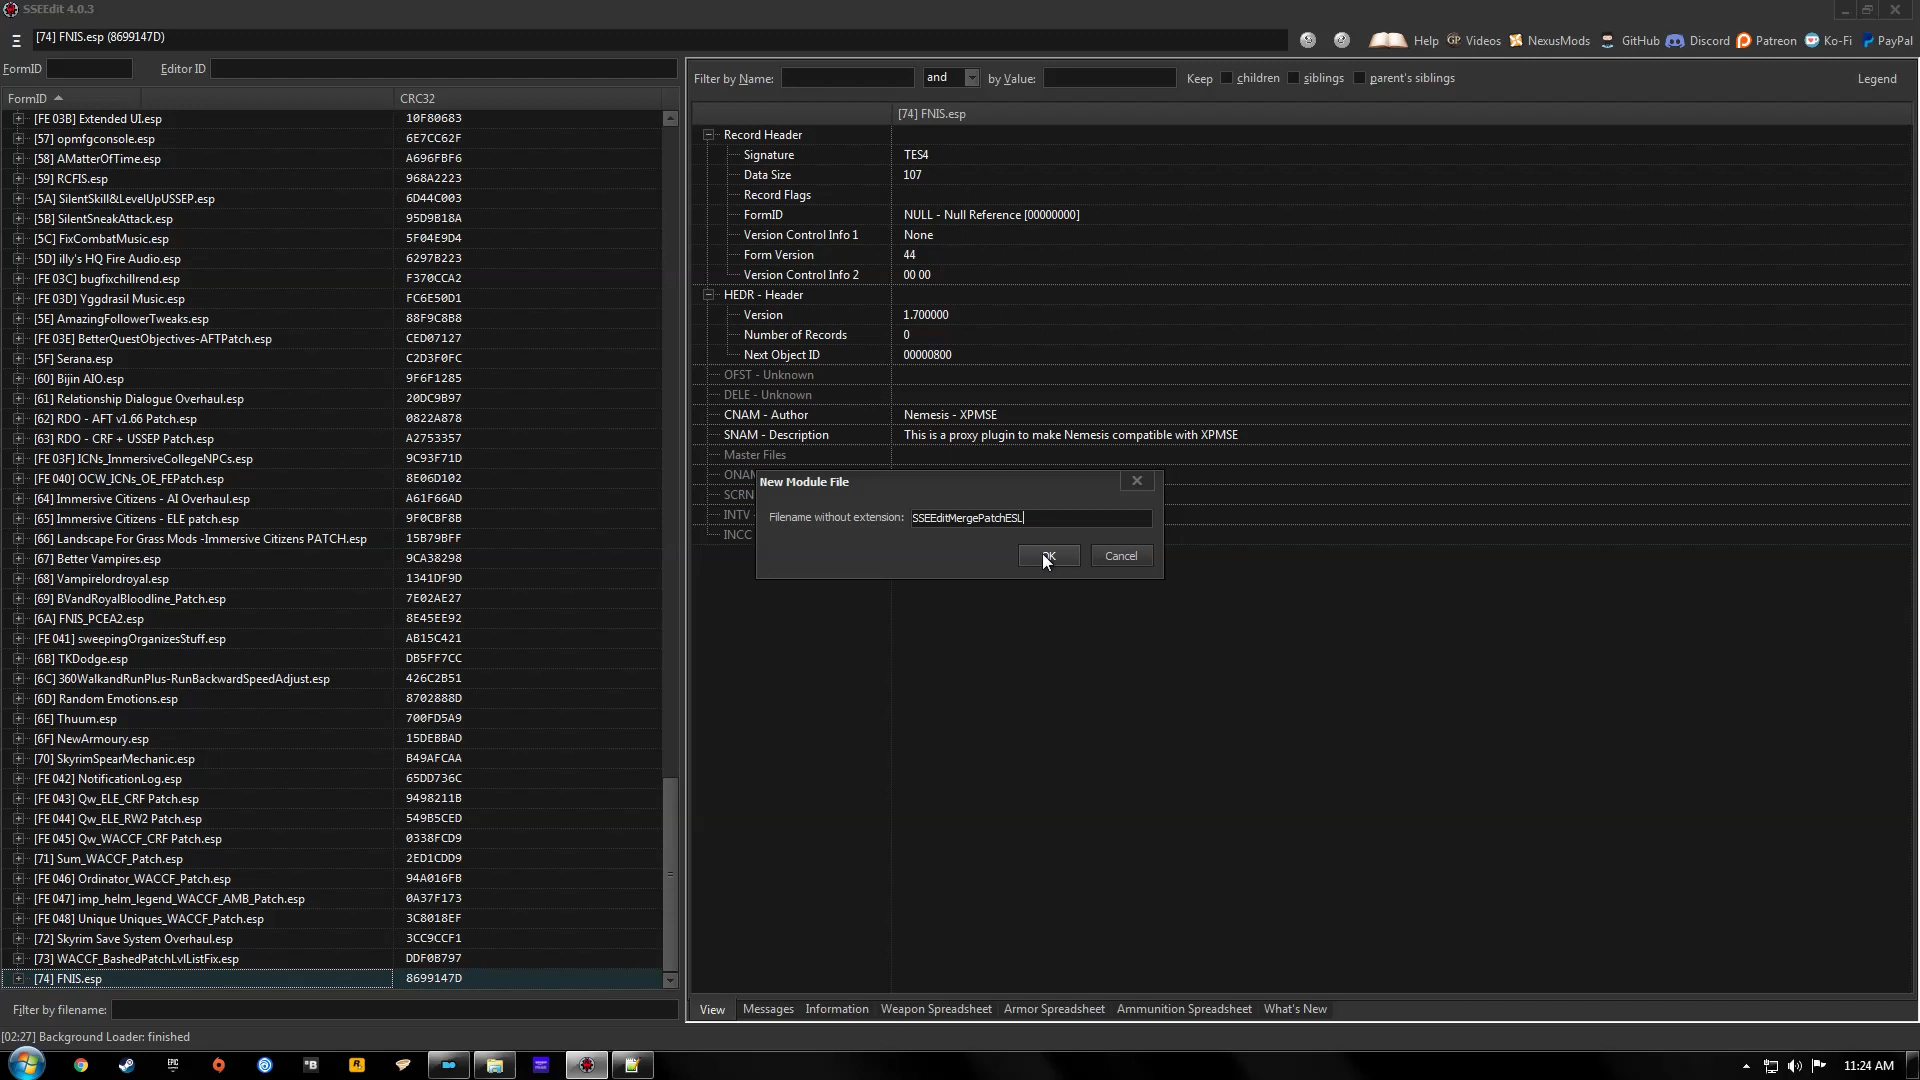 SSEEdit 4.0.3
[74] FNIS.esp (8699147D)
Help GP Videos NexusMods GitHub Discord Patreon Ko-Fi PayPal
FormID
Editor ID
FormID CRC32
[FE 03B] Extended UI.esp 10F80683
[57] opmfgconsole.esp 6E7CC62F
[58] AMatterOfTime.esp A696FBF6
[59] RCFIS.esp 968A2223
[5A] SilentSkill&LevelUpUSSEP.esp 6D44C003
[5B] SilentSneakAttack.esp 95D9B18A
[5C] FixCombatMusic.esp 5F04E9D4
[5D] illy's HQ Fire Audio.esp 6297B223
[FE 03C] bugfixchillrend.esp F370CCA2
[FE 03D] Yggdrasil Music.esp FC6E50D1
[5E] AmazingFollowerTweaks.esp 88F9C8B8
[FE 03E] BetterQuestObjectives-AFTPatch.esp CED07127
[5F] Serana.esp C2D3F0FC
[60] Bijin AIO.esp 9F6F1285
[61] Relationship Dialogue Overhaul.esp 20DC9B97
[62] RDO - AFT v1.66 Patch.esp 0822A878
[63] RDO - CRF + USSEP Patch.esp A2753357
[FE 03F] ICNs_ImmersiveCollegeNPCs.esp 9C93F71D
[FE 040] OCW_ICNs_OE_FEPatch.esp 8E06D102
[64] Immersive Citizens - AI Overhaul.esp A61F66AD
[65] Immersive Citizens - ELE patch.esp 9F0CBF8B
[66] Landscape For Grass Mods -Immersive Citizens PATCH.esp 15B79BFF
[67] Better Vampires.esp 9CA38298
[68] Vampirelordroyal.esp 1341DF9D
[69] BVandRoyalBloodline_Patch.esp 7E02AE27
[6A] FNIS_PCEA2.esp 8E45EE92
[FE 041] sweepingOrganizesStuff.esp AB15C421
[6B] TKDodge.esp DB5FF7CC
[6C] 360WalkandRunPlus-RunBackwardSpeedAdjust.esp 426C2B51
[6D] Random Emotions.esp 8702888D
[6E] Thuum.esp 700FD5A9
[6F] NewArmoury.esp 15DEBBAD
[70] SkyrimSpearMechanic.esp B49AFCAA
[FE 042] NotificationLog.esp 65DD736C
[FE 043] Qw_ELE_CRF Patch.esp 9498211B
[FE 044] Qw_ELE_RW2 Patch.esp 549B5CED
[FE 045] Qw_WACCF_CRF Patch.esp 0338FCD9
[71] Sum_WACCF_Patch.esp 2ED1CDD9
[FE 046] Ordinator_WACCF_Patch.esp 94A016FB
[FE 047] imp_helm_legend_WACCF_AMB_Patch.esp 0A37F173
[FE 048] Unique Uniques_WACCF_Patch.esp 3C8018EF
[72] Skyrim Save System Overhaul.esp 3CC9CCF1
[73] WACCF_BashedPatchLvlListFix.esp DDF0B797
[74] FNIS.esp 8699147D
Filter by filename:
[02:27] Background Loader: finished
Filter by Name: and by Value: Keep children siblings parent's siblings Legend
[74] FNIS.esp
Record Header
Signature TES4
Data Size 107
Record Flags
FormID NULL - Null Reference [00000000]
Version Control Info 1 None
Form Version 44
Version Control Info 2 00 00
HEDR - Header
Version 1.700000
Number of Records 0
Next Object ID 00000800
OFST - Unknown
DELE - Unknown
CNAM - Author Nemesis - XPMSE
SNAM - Description This is a proxy plugin to make Nemesis compatible with XPMSE
Master Files
ONAM
SCRN
INTV -
INCC
New Module File
Filename without extension: SSEEditMergePatchESL
OK Cancel
View Messages Information Weapon Spreadsheet Armor Spreadsheet Ammunition Spreadsheet What's New
EPIC
11:24 AM